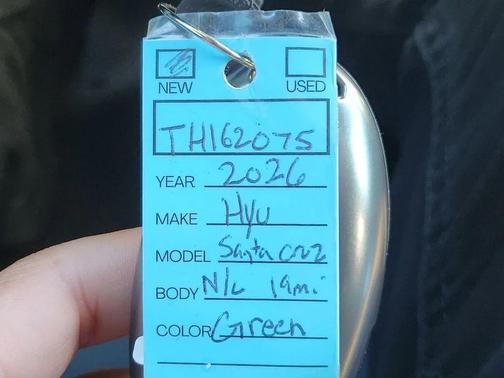 NEW USED
TH162075
YEAR 2026
MAKE Hyu
MODEL Santa Cruz
BODY N/L 19mi
COLOR Green